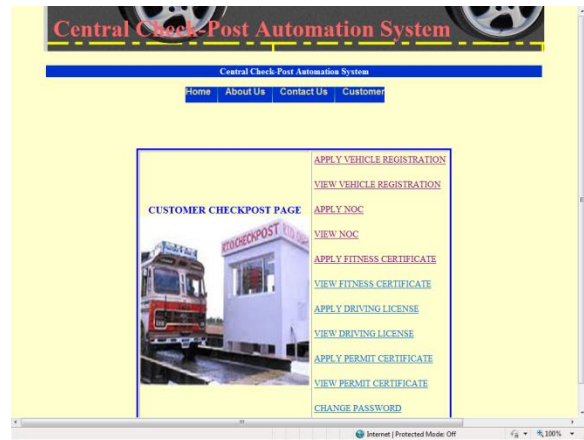 Central Check-Post Automation System
Central Check-Post Automation System
Home About Us Contact Us Customer
CUSTOMER CHECKPOST PAGE
RTO.CHECKPOST
APPLY VEHICLE REGISTRATION
VIEW VEHICLE REGISTRATION
APPLY NOC
VIEW NOC
APPLY FITNESS CERTIFICATE
VIEW FITNESS CERTIFICATE
APPLY DRIVING LICENSE
VIEW DRIVING LICENSE
APPLY PERMIT CERTIFICATE
VIEW PERMIT CERTIFICATE
CHANGE PASSWORD
Internet | Protected Mode: Off 100%